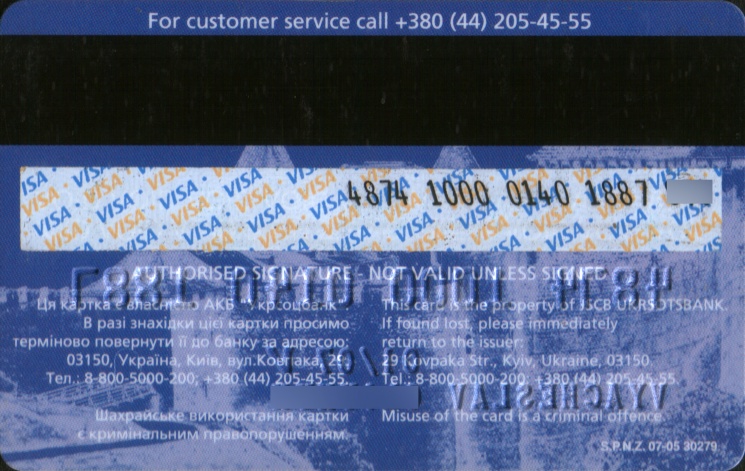 For customer service call +380 (44) 205-45-55
VISA
4874 1000 0140 1887
AUTHORISED SIGNATURE - NOT VALID UNLESS SIGNED
Ця картка є власністю АКБ "Укрсоцбанк"
В разі знахідки цієї картки просимо
терміново повернути її до банку за адресою:
03150, Україна, Київ, вул.Ковпака, 29
Тел.: 8-800-5000-200; +380 (44) 205-45-55.
Шахрайське використання картки
є кримінальним правопорушенням.
This card is the property of JSCB UKRSOTSBANK.
If found lost, please immediately
return to the issuer:
29 Kovpaka Str., Kyiv, Ukraine, 03150.
Tel.: 8-800-5000-200; +380 (44) 205-45-55.
Misuse of the card is a criminal offence.
S.P.N.Z. 07-05 30279
VYACHESLAV